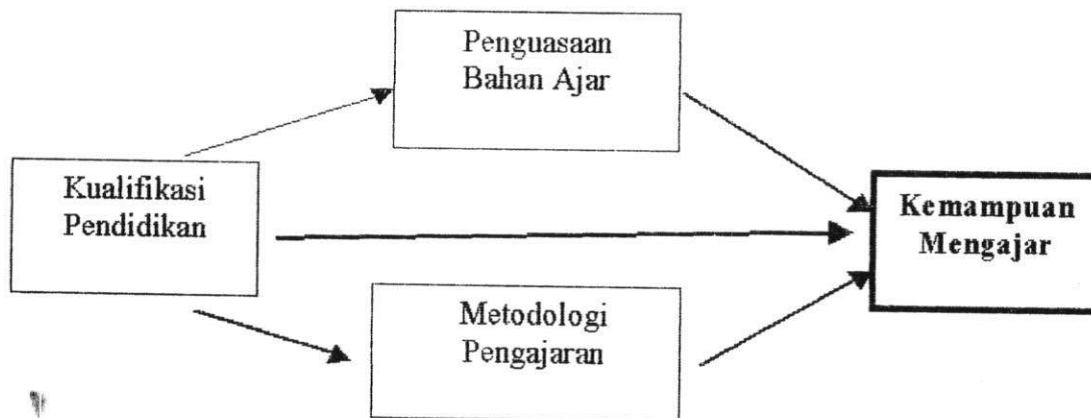 Penguasaan
Bahan Ajar
Kualifikasi
Pendidikan
Kemampuan
Mengajar
Metodologi
Pengajaran